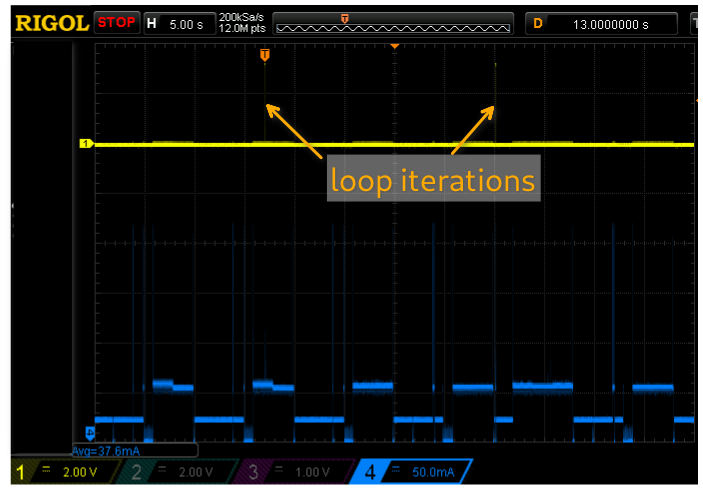 RIGOL STOP H 5.00 s 200kSa/s 12.0M pts T D 13.0000000 s T
T
1
loop iterations
4
Avg=37.6mA
1 = 2.00 V 2 = 2.00 V 3 = 1.00 V 4 = 50.0mA